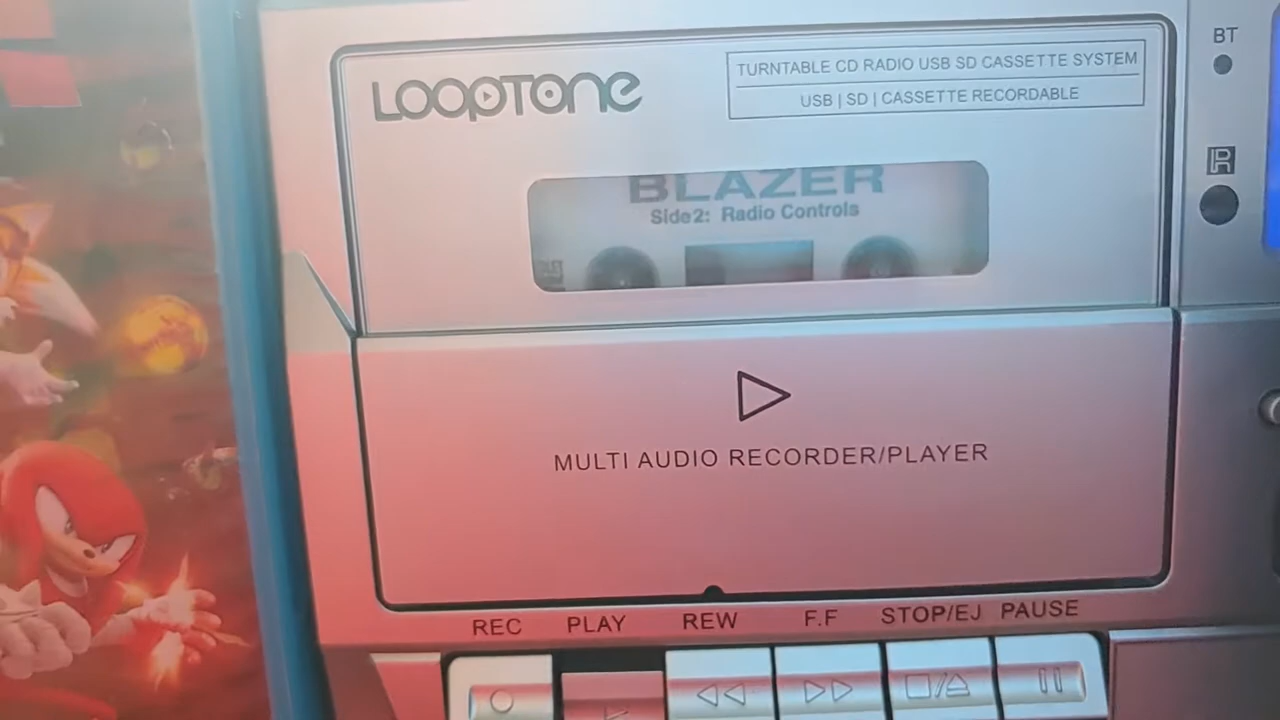 LOOPTONE
TURNTABLE CD RADIO USB SD CASSETTE SYSTEM
USB | SD | CASSETTE RECORDABLE
BT
BLAZER
Side2: Radio Controls
MULTI AUDIO RECORDER/PLAYER
REC PLAY REW F.F STOP/EJ PAUSE